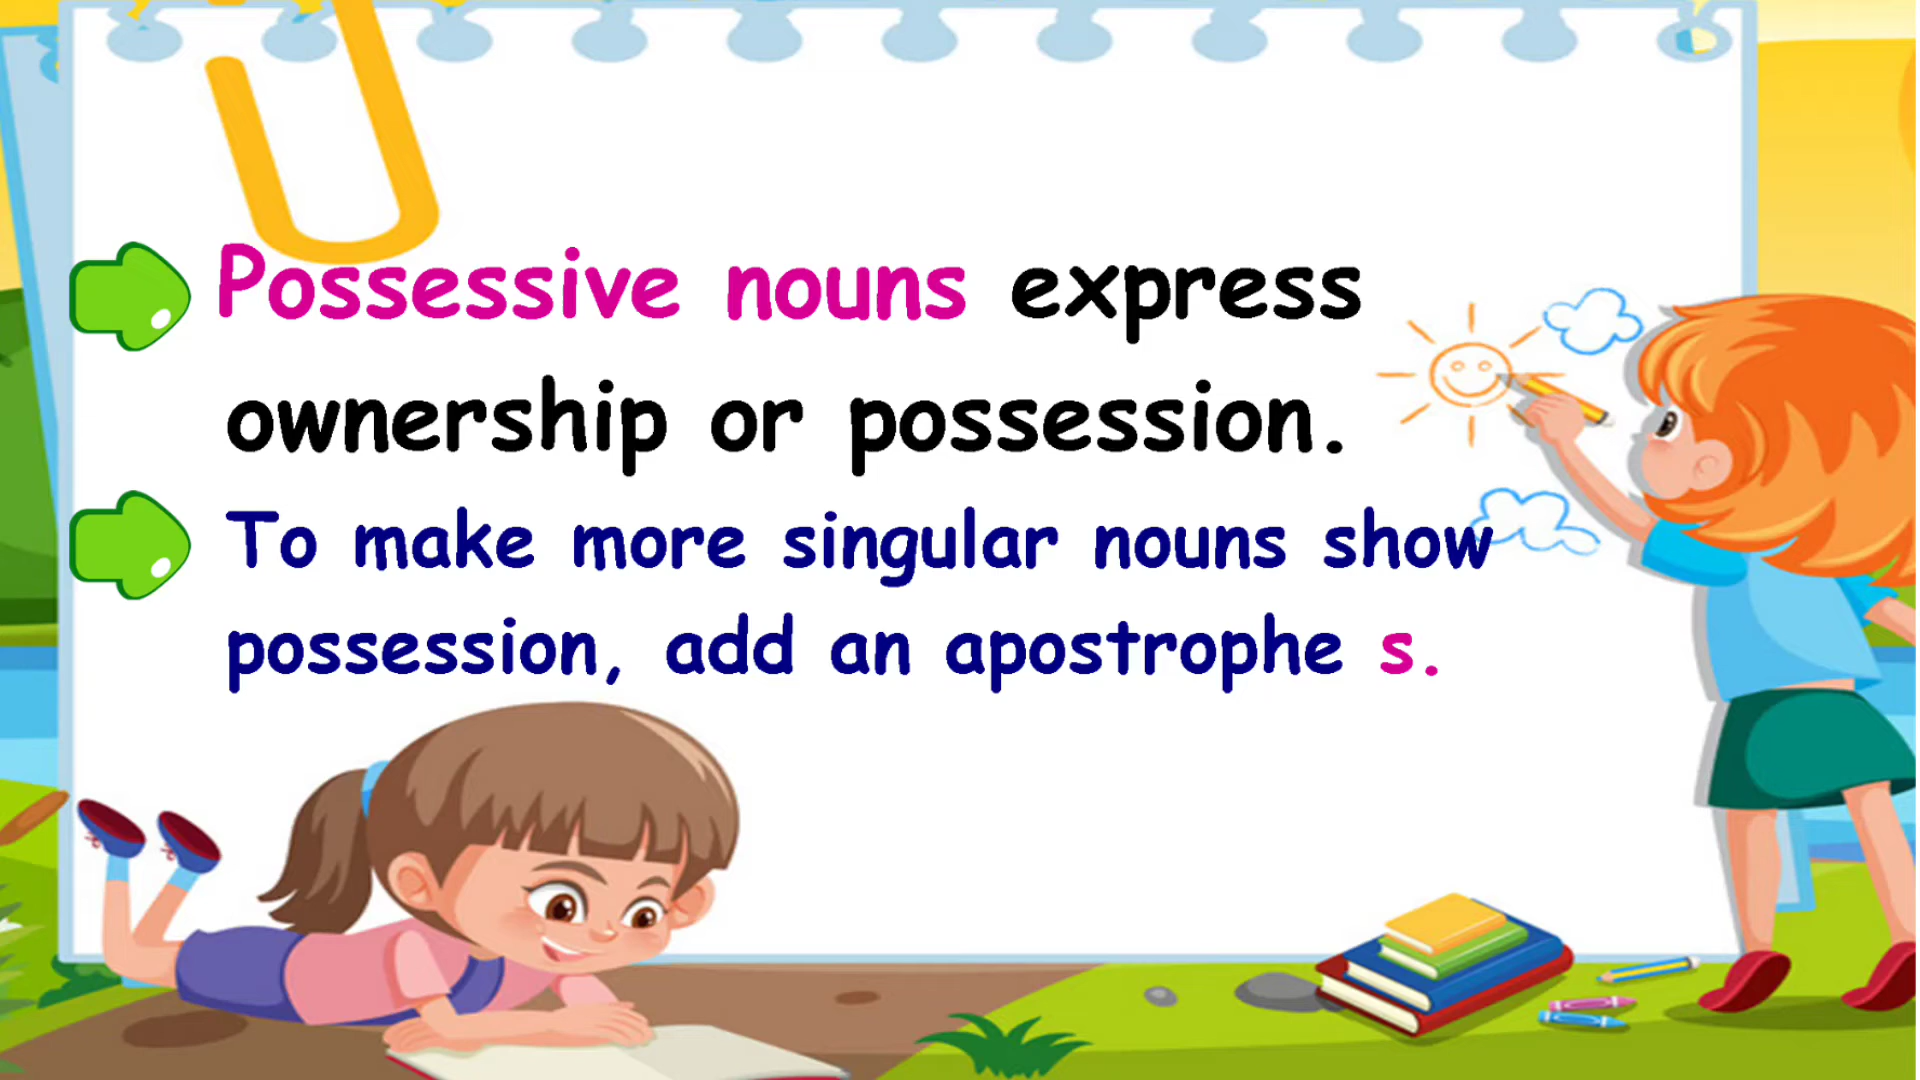 Possessive nouns express
ownership or possession.
To make more singular nouns show
possession, add an apostrophe s.